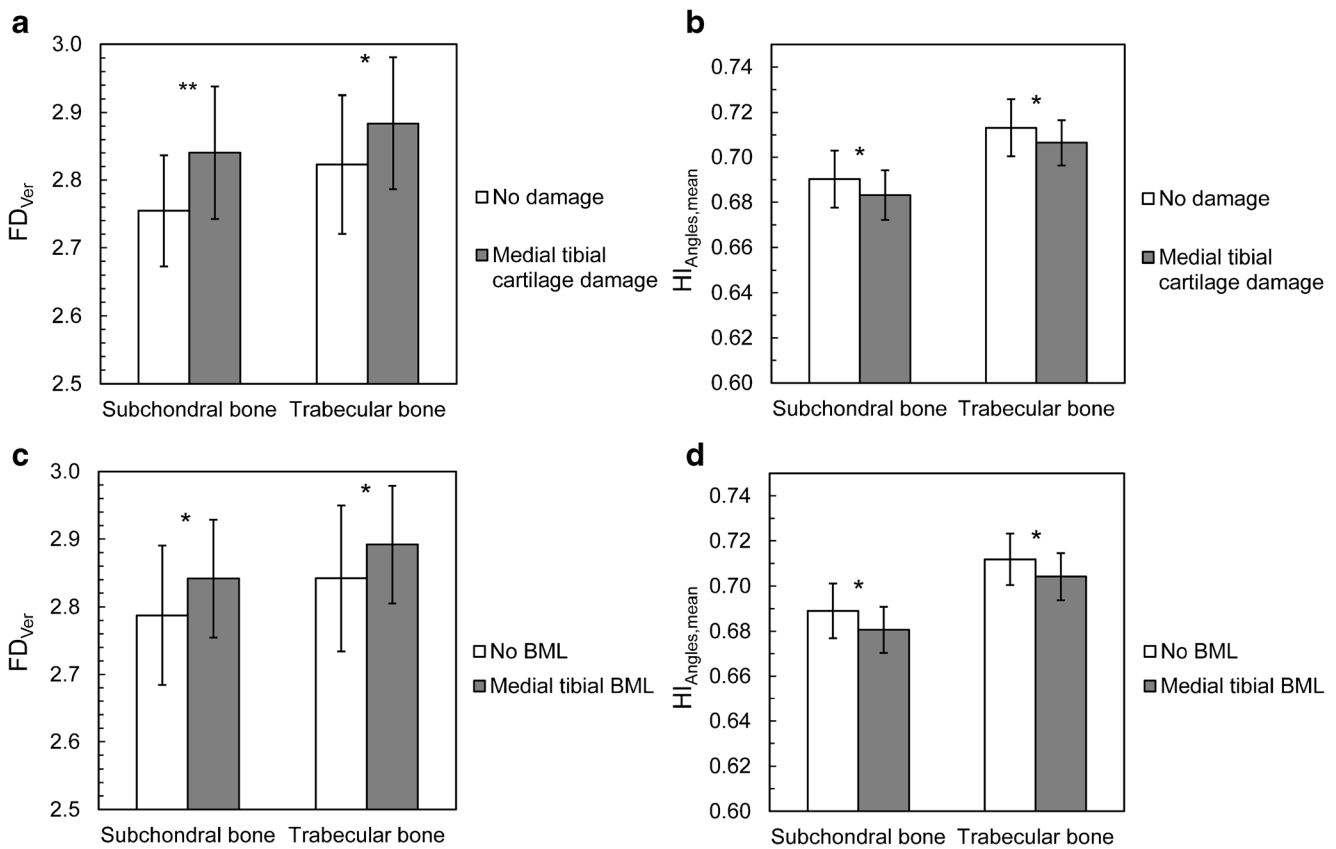 a
3.0
2.9
2.8
2.7
2.6
2.5
FD_Ver
**
*
Subchondral bone Trabecular bone
No damage
Medial tibial
cartilage damage
b
0.74
0.72
0.70
0.68
0.66
0.64
0.62
0.60
HI_Angles,mean
*
*
Subchondral bone Trabecular bone
No damage
Medial tibial
cartilage damage
c
3.0
2.9
2.8
2.7
2.6
2.5
FD_Ver
*
*
Subchondral bone Trabecular bone
No BML
Medial tibial BML
d
0.74
0.72
0.70
0.68
0.66
0.64
0.62
0.60
HI_Angles,mean
*
*
Subchondral bone Trabecular bone
No BML
Medial tibial BML